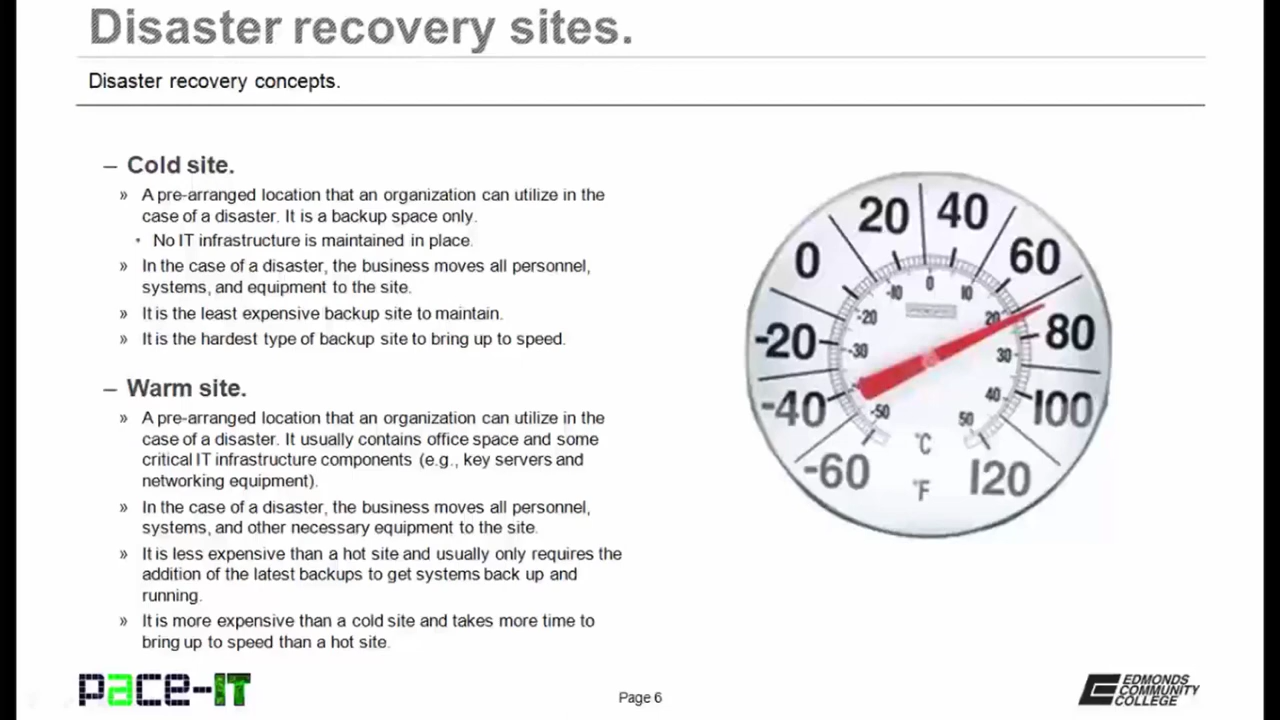 Disaster recovery sites.
Disaster recovery concepts.
– Cold site.
» A pre-arranged location that an organization can utilize in the
case of a disaster. It is a backup space only.
• No IT infrastructure is maintained in place.
» In the case of a disaster, the business moves all personnel,
systems, and equipment to the site.
» It is the least expensive backup site to maintain.
» It is the hardest type of backup site to bring up to speed.
– Warm site.
» A pre-arranged location that an organization can utilize in the
case of a disaster. It usually contains office space and some
critical IT infrastructure components (e.g., key servers and
networking equipment).
» In the case of a disaster, the business moves all personnel,
systems, and other necessary equipment to the site.
» It is less expensive than a hot site and usually only requires the
addition of the latest backups to get systems back up and
running.
» It is more expensive than a cold site and takes more time to
bring up to speed than a hot site.
20 40
0 60
-20 80
-40 100
-60 120
-10 0 10
-20 20
-30 30
40
-50 50
°C
°F
PACE-IT
Page 6
EDMONDS
COMMUNITY
COLLEGE